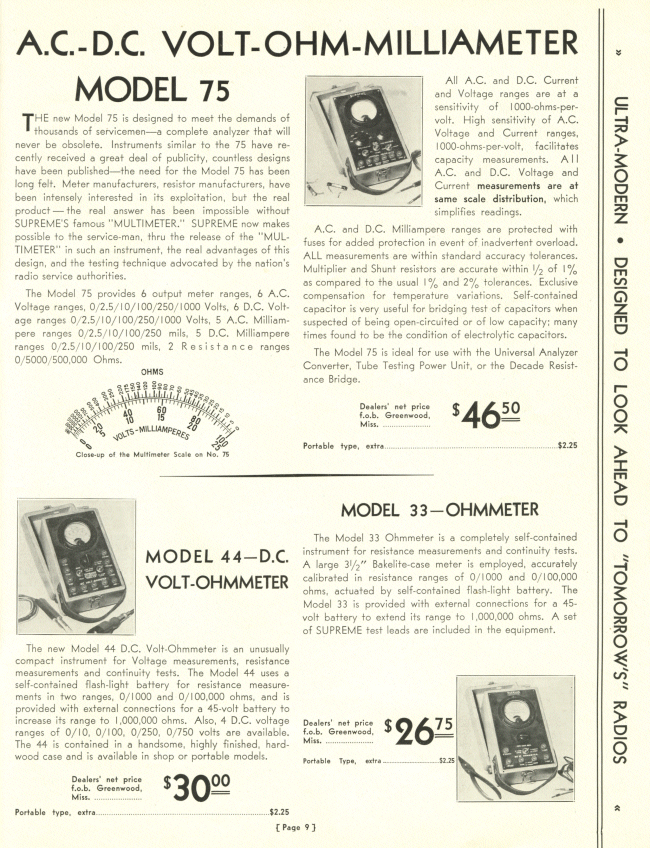 A.C.-D.C. VOLT-OHM-MILLIAMETER
MODEL 75
THE new Model 75 is designed to meet the demands of
thousands of servicemen—a complete analyzer that will
never be obsolete. Instruments similar to the 75 have re-
cently received a great deal of publicity, countless designs
have been published—the need for the Model 75 has been
long felt. Meter manufacturers, resistor manufacturers, have
been intensely interested in its exploitation, but the real
product — the real answer has been impossible without
SUPREME'S famous "MULTIMETER." SUPREME now makes
possible to the service-man, thru the release of the "MUL-
TIMETER" in such an instrument, the real advantages of this
design, and the testing technique advocated by the nation's
radio service authorities.
The Model 75 provides 6 output meter ranges, 6 A.C.
Voltage ranges, 0/2.5/10/100/250/1000 Volts, 6 D.C. Volt-
age ranges 0/2.5/10/100/250/1000 Volts, 5 A.C. Milliam-
pere ranges 0/2.5/10/100/250 mils, 5 D.C. Milliampere
ranges 0/2.5/10/100/250 mils, 2 Resistance ranges
0/5000/500,000 Ohms.
OHMS
20 40 60 80 100
0 5 10 15 20 25
VOLTS-MILLIAMPERES
Close-up of the Multimeter Scale on No. 75
All A.C. and D.C. Current
and Voltage ranges are at a
sensitivity of 1000-ohms-per-
volt. High sensitivity of A.C.
Voltage and Current ranges,
1000-ohms-per-volt, facilitates
capacity measurements. All
A.C. and D.C. Voltage and
Current measurements are at
same scale distribution, which
simplifies readings.
A.C. and D.C. Milliampere ranges are protected with
fuses for added protection in event of inadvertent overload.
ALL measurements are within standard accuracy tolerances.
Multiplier and Shunt resistors are accurate within 1/2 of 1%
as compared to the usual 1% and 2% tolerances. Exclusive
compensation for temperature variations. Self-contained
capacitor is very useful for bridging test of capacitors when
suspected of being open-circuited or of low capacity; many
times found to be the condition of electrolytic capacitors.
The Model 75 is ideal for use with the Universal Analyzer
Converter, Tube Testing Power Unit, or the Decade Resist-
ance Bridge.
Dealers' net price
f.o.b. Greenwood,
Miss. ....................
$46.50
Portable type, extra..............................$2.25
MODEL 44—D.C.
VOLT-OHMMETER
The new Model 44 D.C. Volt-Ohmmeter is an unusually
compact instrument for Voltage measurements, resistance
measurements and continuity tests. The Model 44 uses a
self-contained flash-light battery for resistance measure-
ments in two ranges, 0/1000 and 0/100,000 ohms, and is
provided with external connections for a 45-volt battery to
increase its range to 1,000,000 ohms. Also, 4 D.C. voltage
ranges of 0/10, 0/100, 0/250, 0/750 volts are available.
The 44 is contained in a handsome, highly finished, hard-
wood case and is available in shop or portable models.
Dealers' net price
f.o.b. Greenwood,
Miss. ................
$30.00
Portable type, extra..............................$2.25
MODEL 33—OHMMETER
The Model 33 Ohmmeter is a completely self-contained
instrument for resistance measurements and continuity tests.
A large 3 1/2" Bakelite-case meter is employed, accurately
calibrated in resistance ranges of 0/1000 and 0/100,000
ohms, actuated by self-contained flash-light battery. The
Model 33 is provided with external connections for a 45-
volt battery to extend its range to 1,000,000 ohms. A set
of SUPREME test leads are included in the equipment.
Dealers' net price
f.o.b. Greenwood,
Miss. ................
$26.75
Portable Type, extra ....................$2.25
[ Page 9 ]
» ULTRA-MODERN • DESIGNED TO LOOK AHEAD TO "TOMORROW'S" RADIOS «